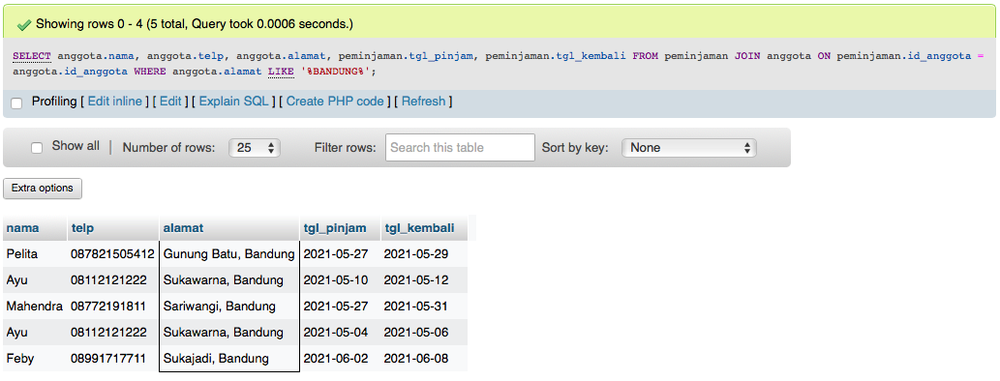 Showing rows 0 - 4 (5 total, Query took 0.0006 seconds.)
SELECT anggota.nama, anggota.telp, anggota.alamat, peminjaman.tgl_pinjam, peminjaman.tgl_kembali FROM peminjaman JOIN anggota ON peminjaman.id_anggota =
anggota.id_anggota WHERE anggota.alamat LIKE '%BANDUNG%';
Profiling [ Edit inline ] [ Edit ] [ Explain SQL ] [ Create PHP code ] [ Refresh ]
Show all | Number of rows: 25 Filter rows: Search this table Sort by key: None
Extra options
nama telp alamat tgl_pinjam tgl_kembali
Pelita 087821505412 Gunung Batu, Bandung 2021-05-27 2021-05-29
Ayu 08112121222 Sukawarna, Bandung 2021-05-10 2021-05-12
Mahendra 08772191811 Sariwangi, Bandung 2021-05-27 2021-05-31
Ayu 08112121222 Sukawarna, Bandung 2021-05-04 2021-05-06
Feby 08991717711 Sukajadi, Bandung 2021-06-02 2021-06-08